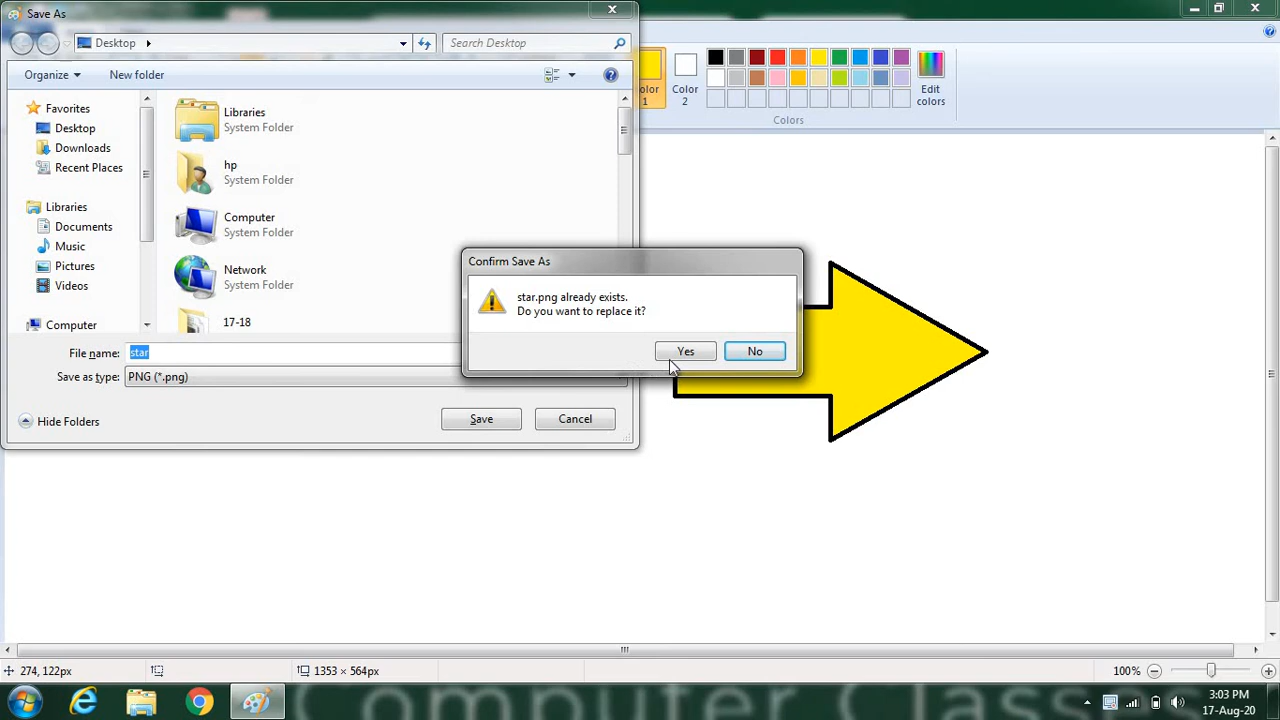 Save As
Desktop
Search Desktop
Organize
New folder
Favorites
Desktop
Downloads
Recent Places
Libraries
Documents
Music
Pictures
Videos
Computer
Libraries
System Folder
hp
System Folder
Computer
System Folder
Network
System Folder
17-18
File name:
star
Save as type:
PNG (*.png)
Hide Folders
Save
Cancel
Confirm Save As
star.png already exists.
Do you want to replace it?
Yes
No
1
Color
2
Edit
colors
Colors
274, 122px
1353 × 564px
100%
Computer Class
3:03 PM
17-Aug-20